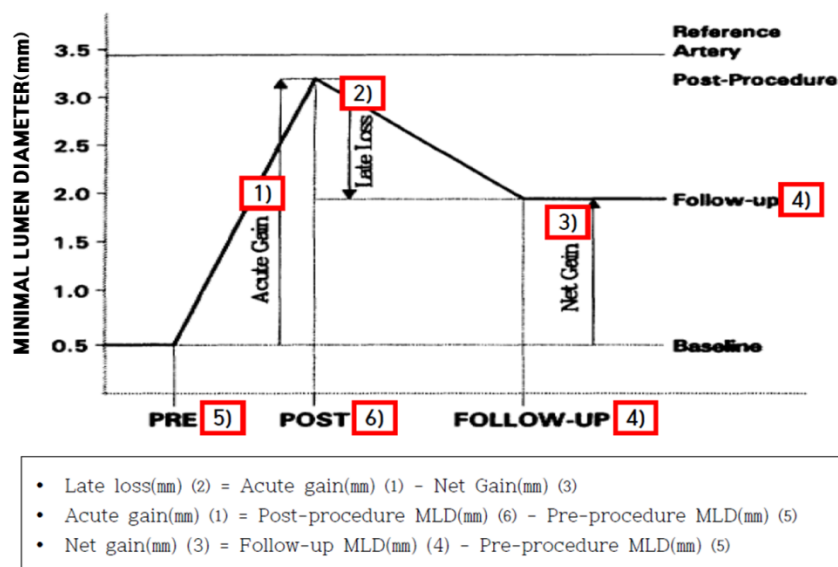 MINIMAL LUMEN DIAMETER(mm)
3.5
3.0
2.5
2.0
1.5
1.0
0.5
Reference
Artery
Post-Procedure
Follow-up 4)
Baseline
1)
Acute Gain
2)
Late Loss
3)
Net Gain
PRE 5) POST 6) FOLLOW-UP 4)
• Late loss(mm) (2) = Acute gain(mm) (1) - Net Gain(mm) (3)
• Acute gain(mm) (1) = Post-procedure MLD(mm) (6) - Pre-procedure MLD(mm) (5)
• Net gain(mm) (3) = Follow-up MLD(mm) (4) - Pre-procedure MLD(mm) (5)